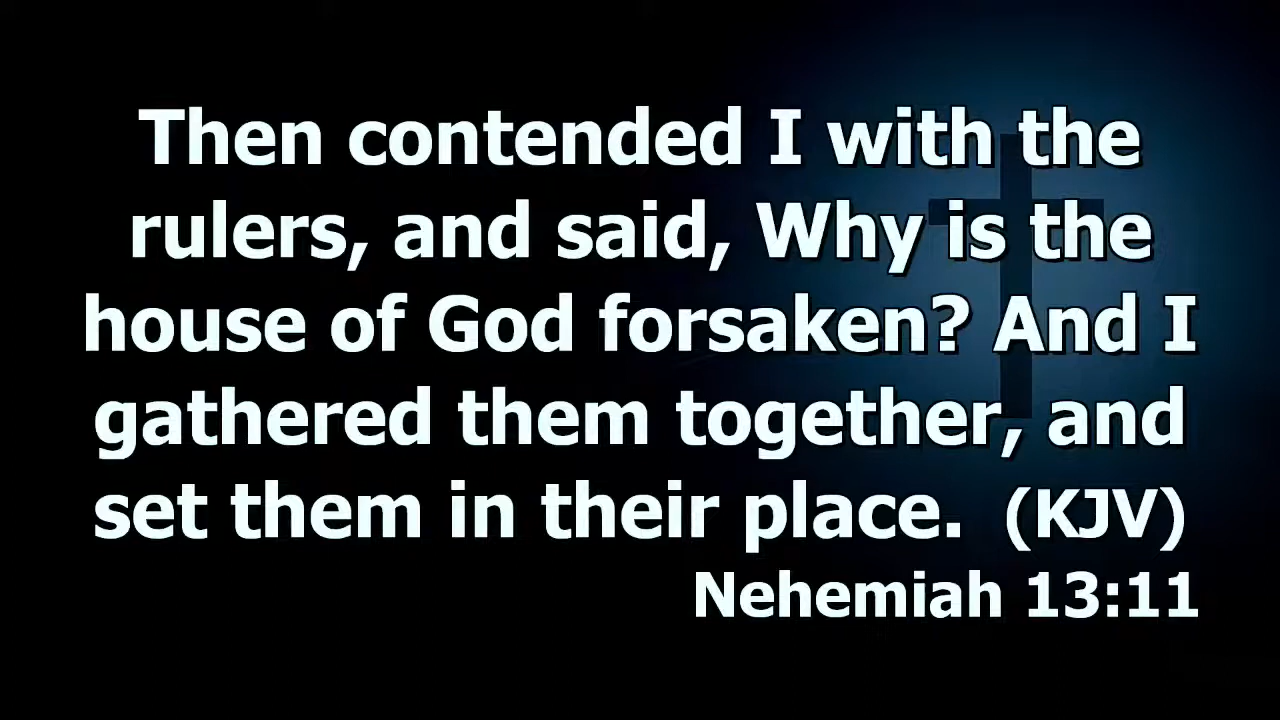 Then contended I with the
rulers, and said, Why is the
house of God forsaken? And I
gathered them together, and
set them in their place. (KJV)
Nehemiah 13:11